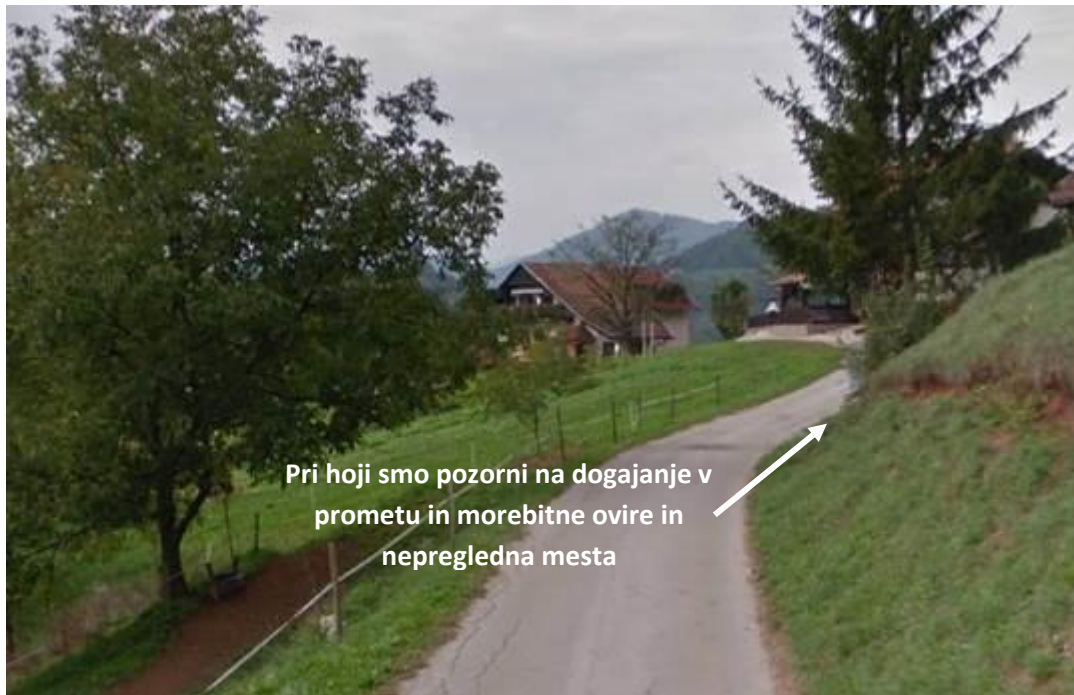 Pri hoji smo pozorni na dogajanje v
prometu in morebitne ovire in
nepregledna mesta